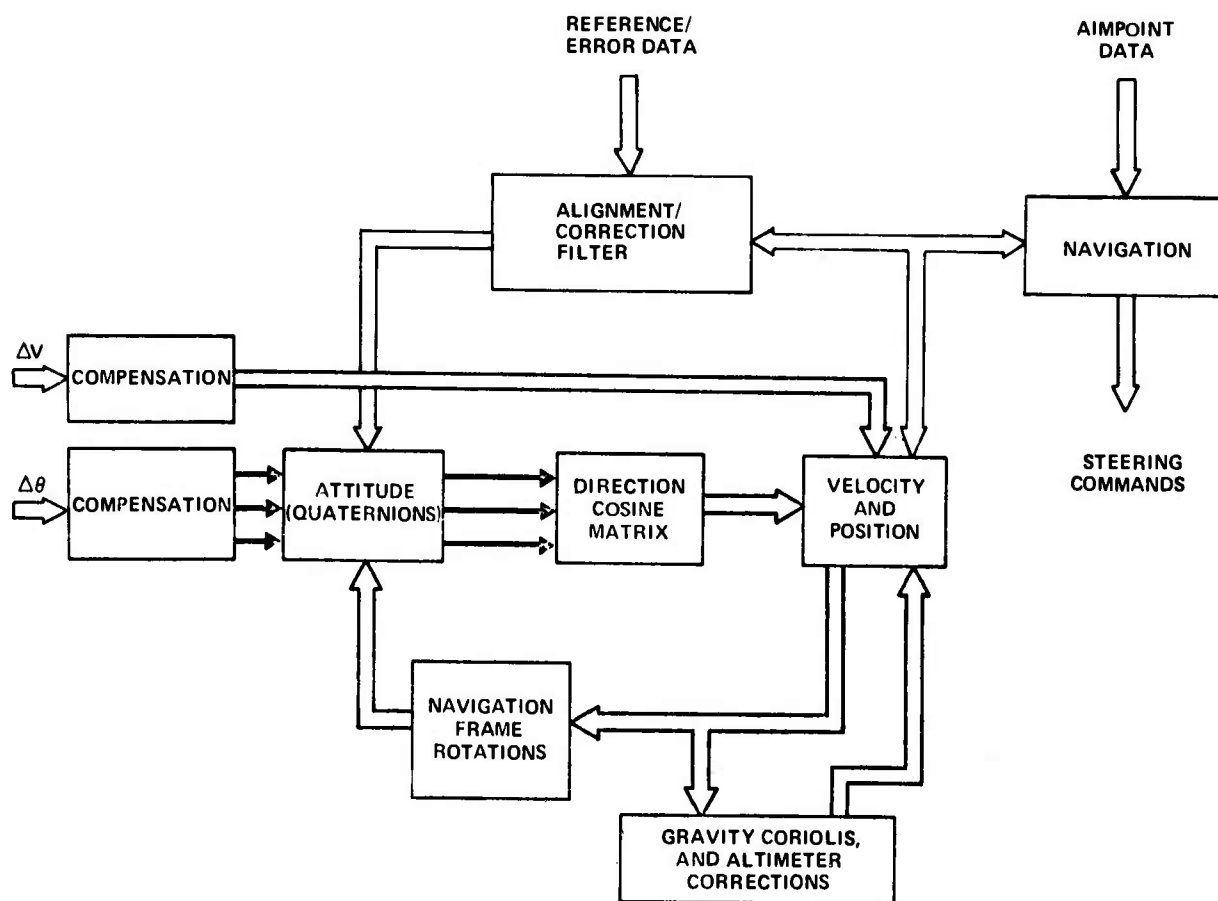 REFERENCE/
ERROR DATA
AIMPOINT
DATA
ALIGNMENT/
CORRECTION
FILTER
NAVIGATION
ΔV
COMPENSATION
Δθ
COMPENSATION
ATTITUDE
(QUATERNIONS)
DIRECTION
COSINE
MATRIX
VELOCITY
AND
POSITION
STEERING
COMMANDS
NAVIGATION
FRAME
ROTATIONS
GRAVITY CORIOLIS,
AND ALTIMETER
CORRECTIONS